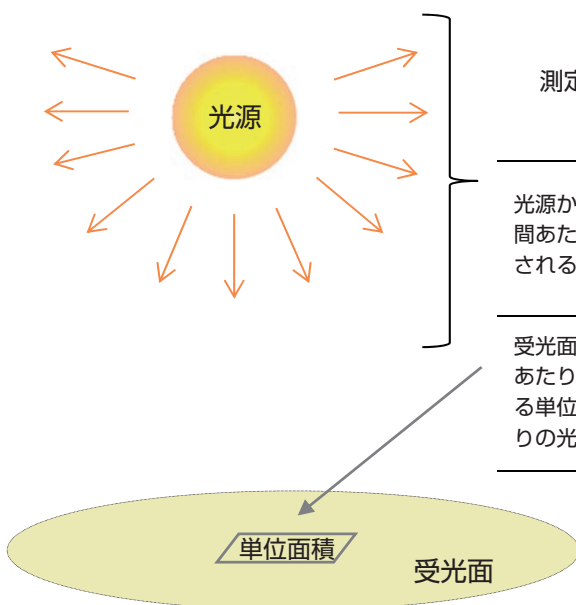 光源
測定
光源か
間あた
される
受光面
あたり
る単位
りの光
単位面積
受光面